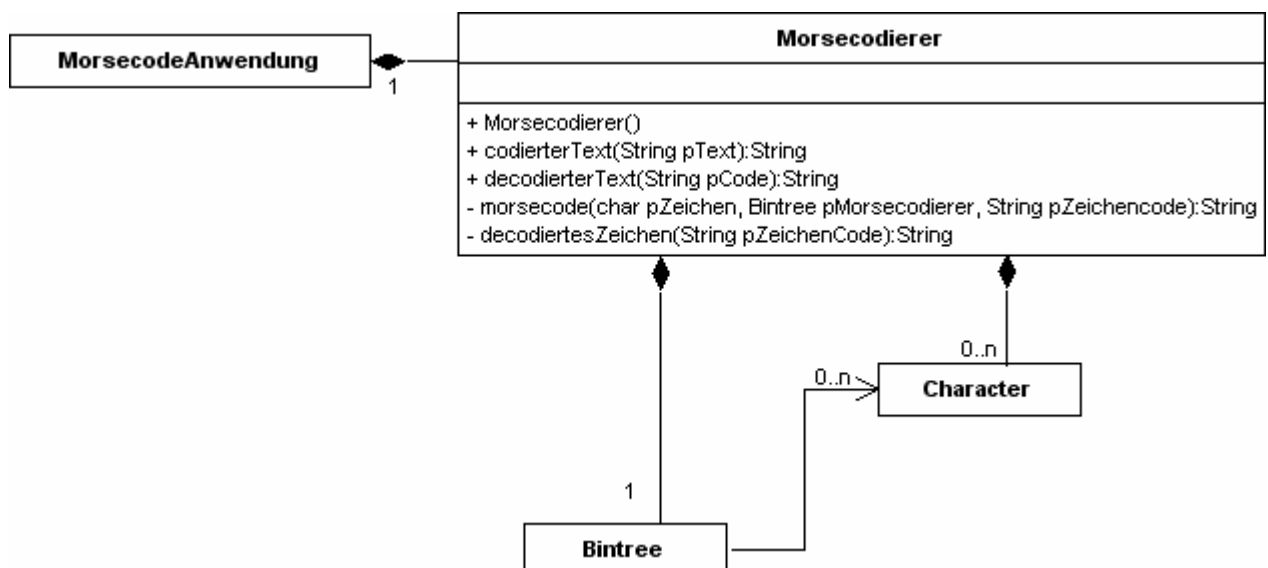 Morsecodierer
MorsecodeAnwendung
1
+ Morsecodierer()
+ codierterText(String pText):String
+ decodierterText(String pCode):String
- morsecode(char pZeichen, Bintree pMorsecodierer, String pZeichencode):String
- decodiertesZeichen(String pZeichenCode):String
0..n
0..n
Character
1
Bintree